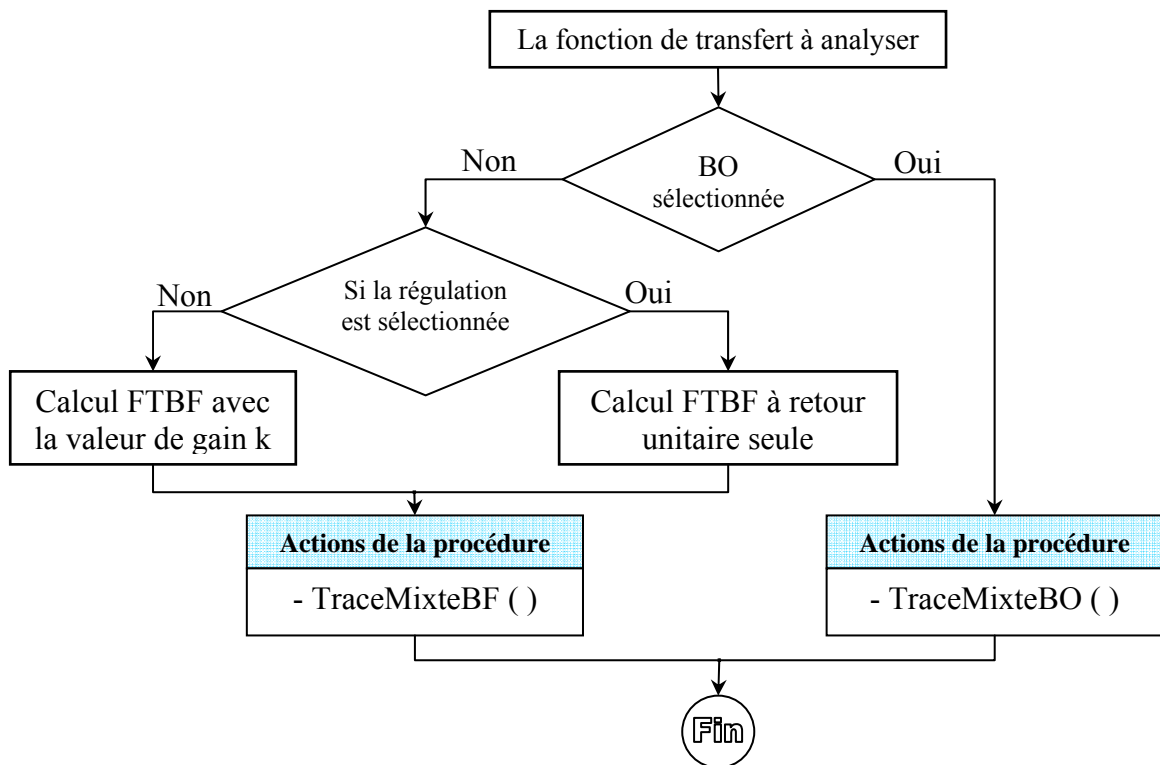 La fonction de transfert à analyser
Non
BO
sélectionnée
Oui
Non
Si la régulation
est sélectionnée
Oui
Calcul FTBF avec
la valeur de gain k
Calcul FTBF à retour
unitaire seule
Actions de la procédure
- TraceMixteBF ( )
Actions de la procédure
- TraceMixteBO ( )
Fin